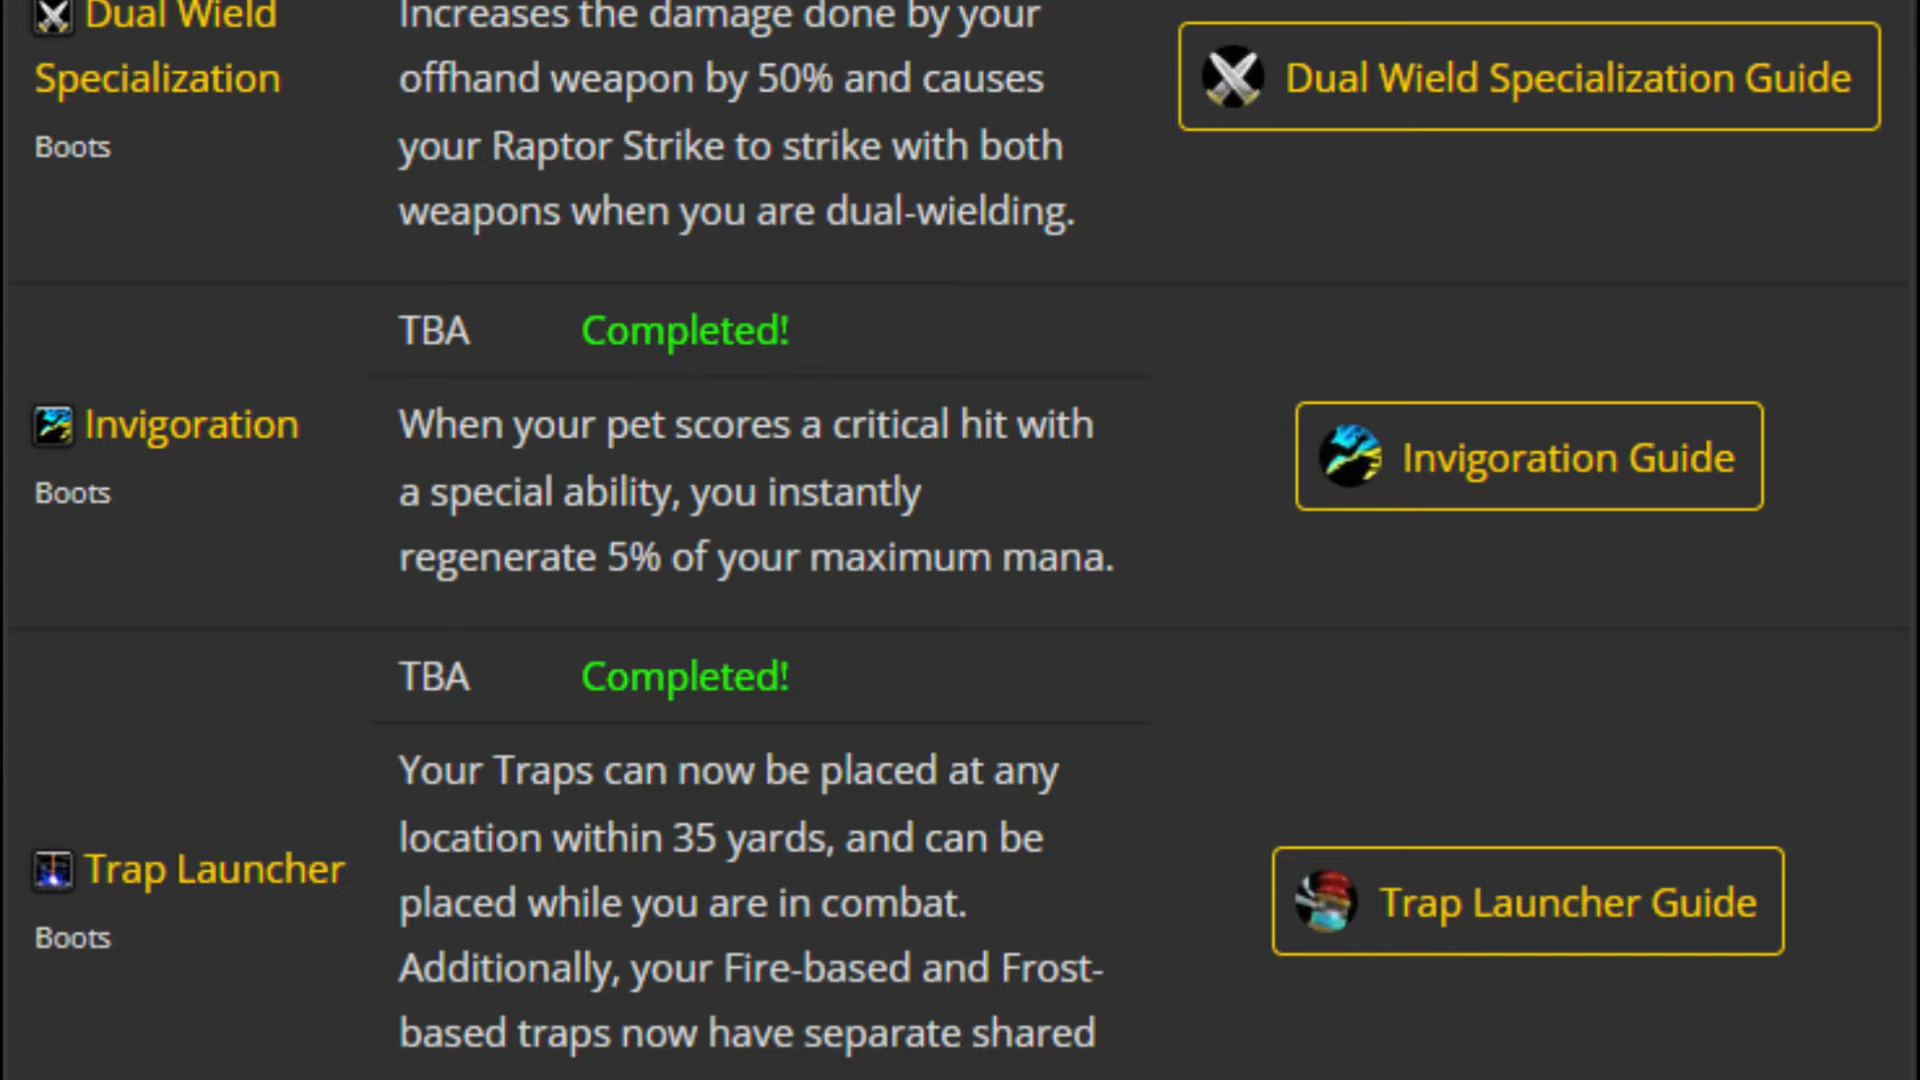 Dual Wield
Specialization
Boots
Increases the damage done by your
offhand weapon by 50% and causes
your Raptor Strike to strike with both
weapons when you are dual-wielding.
Dual Wield Specialization Guide
TBA Completed!
Invigoration
Boots
When your pet scores a critical hit with
a special ability, you instantly
regenerate 5% of your maximum mana.
Invigoration Guide
TBA Completed!
Trap Launcher
Boots
Your Traps can now be placed at any
location within 35 yards, and can be
placed while you are in combat.
Additionally, your Fire-based and Frost-
based traps now have separate shared
Trap Launcher Guide